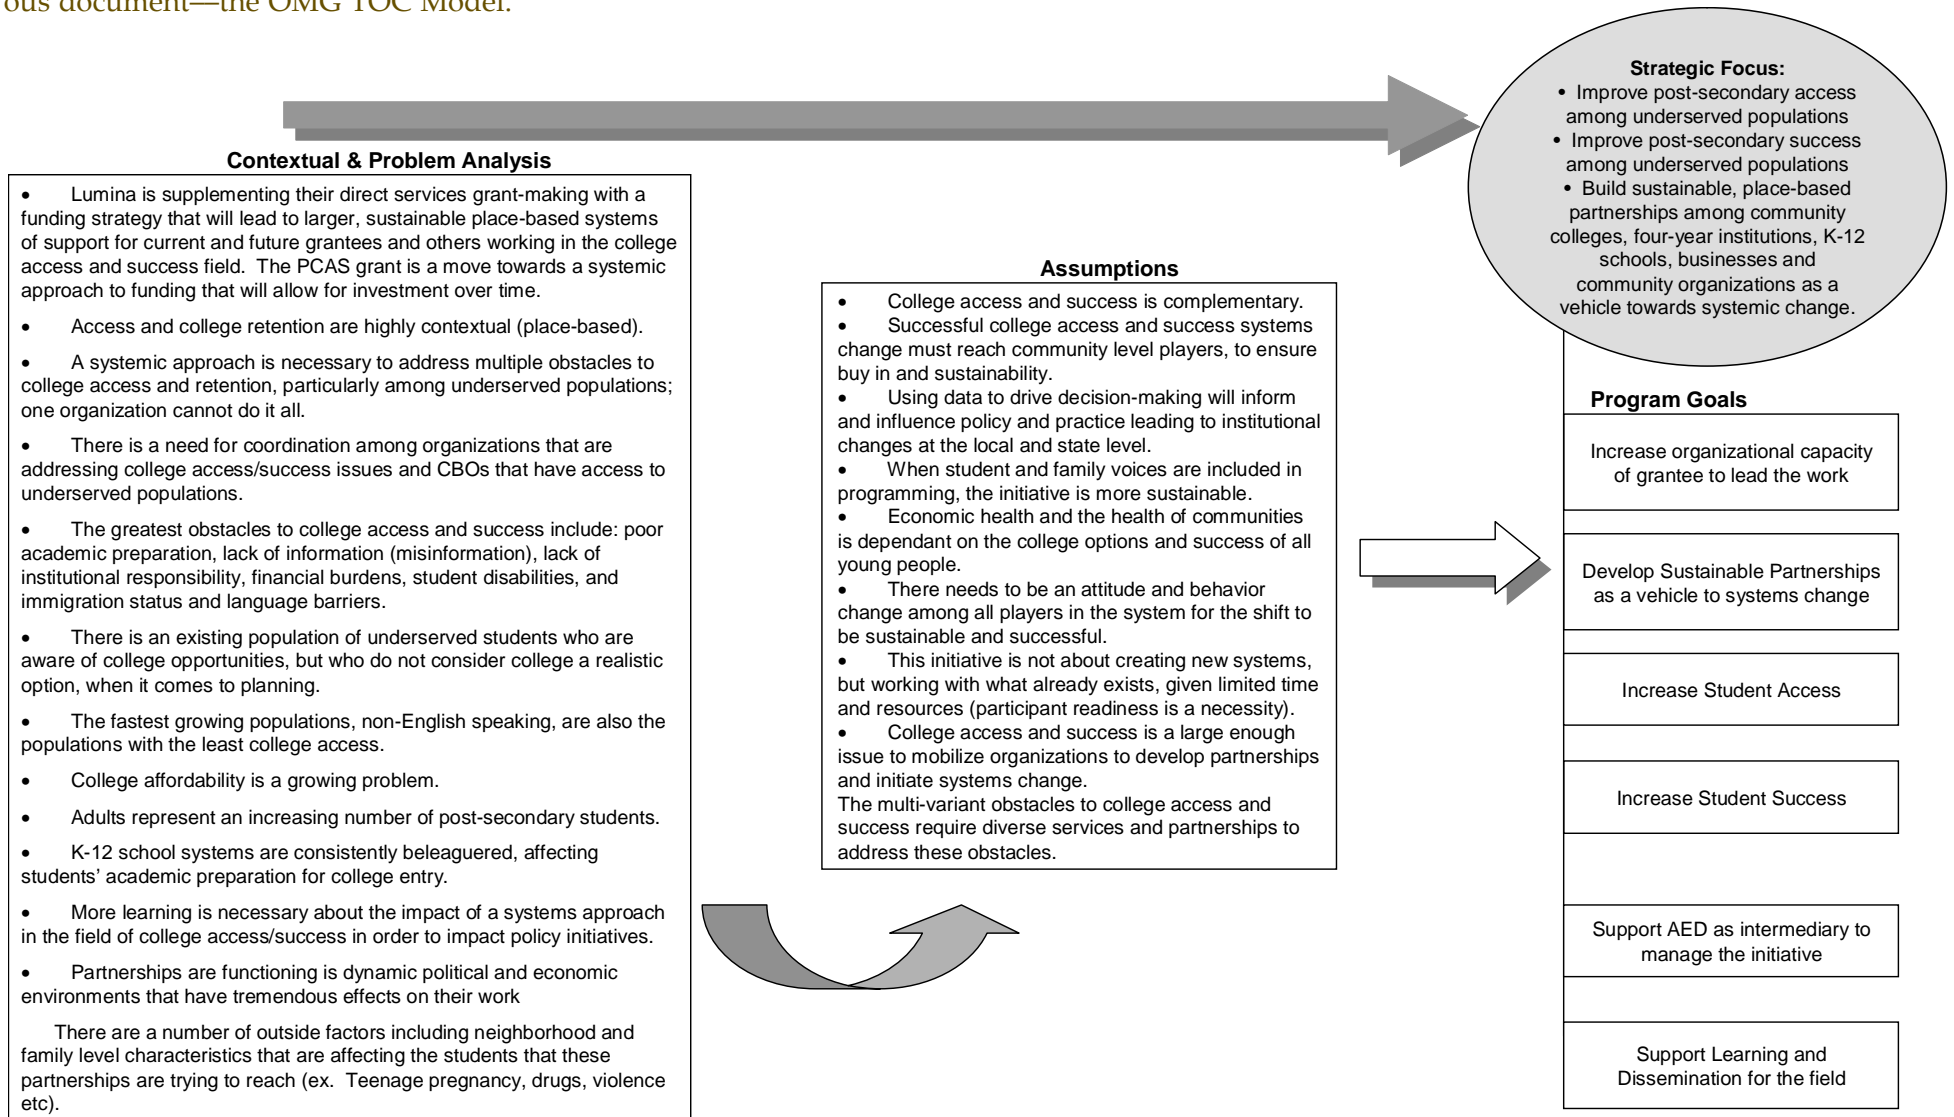 ous document—the OMG TOC Model.
Contextual & Problem Analysis
• Lumina is supplementing their direct services grant-making with a
funding strategy that will lead to larger, sustainable place-based systems
of support for current and future grantees and others working in the college
access and success field. The PCAS grant is a move towards a systemic
approach to funding that will allow for investment over time.
• Access and college retention are highly contextual (place-based).
• A systemic approach is necessary to address multiple obstacles to
college access and retention, particularly among underserved populations;
one organization cannot do it all.
• There is a need for coordination among organizations that are
addressing college access/success issues and CBOs that have access to
underserved populations.
• The greatest obstacles to college access and success include: poor
academic preparation, lack of information (misinformation), lack of
institutional responsibility, financial burdens, student disabilities, and
immigration status and language barriers.
• There is an existing population of underserved students who are
aware of college opportunities, but who do not consider college a realistic
option, when it comes to planning.
• The fastest growing populations, non-English speaking, are also the
populations with the least college access.
• College affordability is a growing problem.
• Adults represent an increasing number of post-secondary students.
• K-12 school systems are consistently beleaguered, affecting
students' academic preparation for college entry.
• More learning is necessary about the impact of a systems approach
in the field of college access/success in order to impact policy initiatives.
• Partnerships are functioning is dynamic political and economic
environments that have tremendous effects on their work
There are a number of outside factors including neighborhood and
family level characteristics that are affecting the students that these
partnerships are trying to reach (ex. Teenage pregnancy, drugs, violence
etc).
Assumptions
• College access and success is complementary.
• Successful college access and success systems
change must reach community level players, to ensure
buy in and sustainability.
• Using data to drive decision-making will inform
and influence policy and practice leading to institutional
changes at the local and state level.
• When student and family voices are included in
programming, the initiative is more sustainable.
• Economic health and the health of communities
is dependant on the college options and success of all
young people.
• There needs to be an attitude and behavior
change among all players in the system for the shift to
be sustainable and successful.
• This initiative is not about creating new systems,
but working with what already exists, given limited time
and resources (participant readiness is a necessity).
• College access and success is a large enough
issue to mobilize organizations to develop partnerships
and initiate systems change.
The multi-variant obstacles to college access and
success require diverse services and partnerships to
address these obstacles.
Strategic Focus:
• Improve post-secondary access
among underserved populations
• Improve post-secondary success
among underserved populations
• Build sustainable, place-based
partnerships among community
colleges, four-year institutions, K-12
schools, businesses and
community organizations as a
vehicle towards systemic change.
Program Goals
Increase organizational capacity
of grantee to lead the work
Develop Sustainable Partnerships
as a vehicle to systems change
Increase Student Access
Increase Student Success
Support AED as intermediary to
manage the initiative
Support Learning and
Dissemination for the field